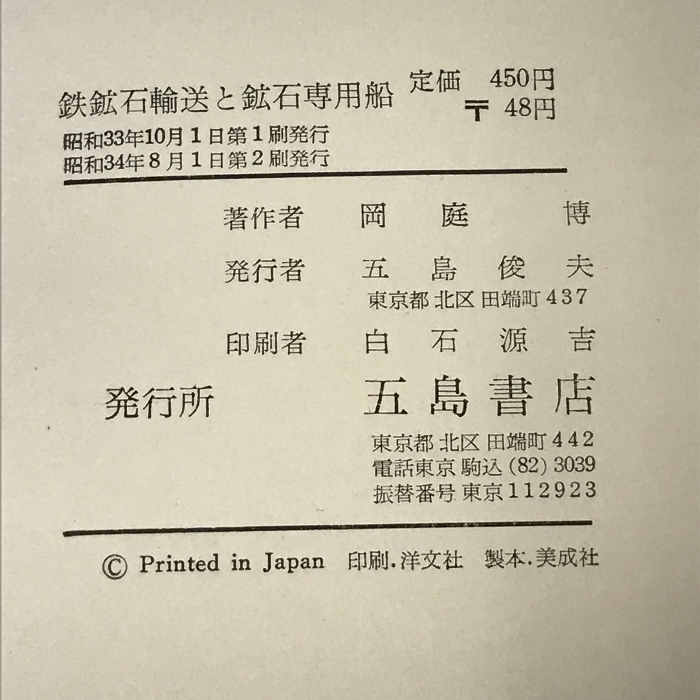 鉄鉱石輸送と鉱石専用船 定価 450円
〒 48円
昭和33年10月1日第1刷発行
昭和34年8月1日第2刷発行
著作者 岡庭博
発行者 五島俊夫
東京都 北区 田端町 437
印刷者 白石源吉
発行所 五島書店
東京都 北区 田端町 442
電話東京 駒込 (82) 3039
振替番号 東京112923
© Printed in Japan 印刷.洋文社 製本.美成社